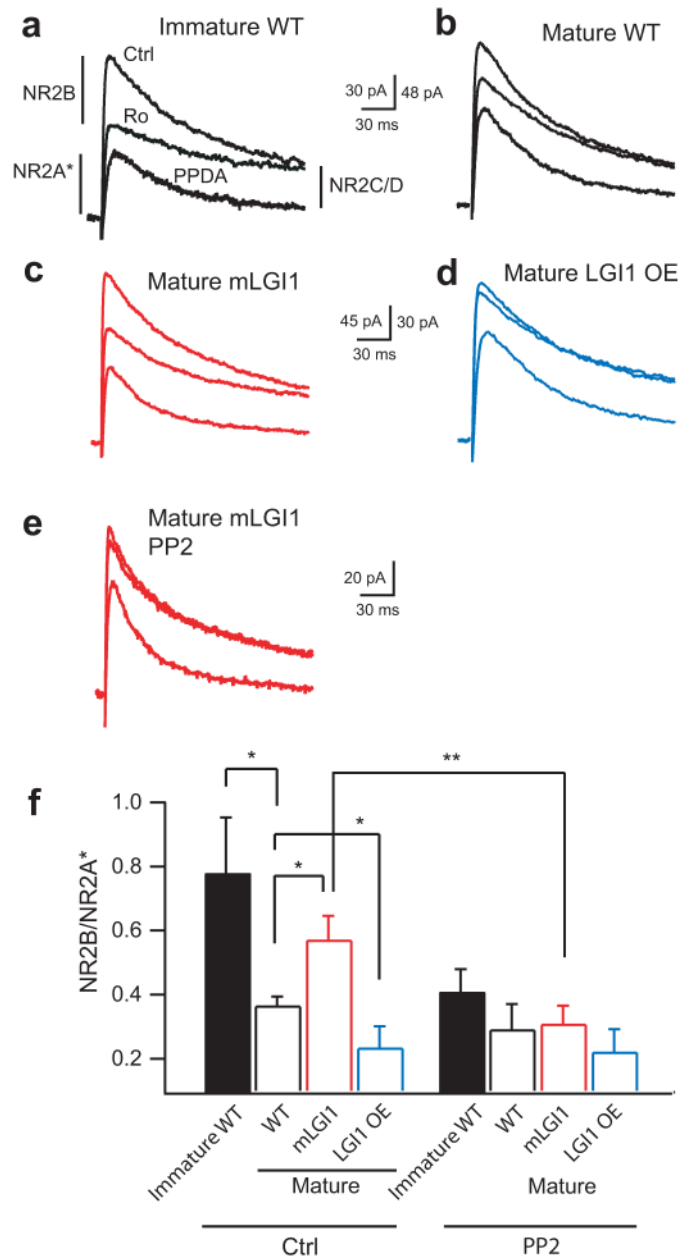 a
Immature WT
Ctrl
NR2B
Ro
NR2A*
PPDA
NR2C/D
30 pA
48 pA
30 ms
b
Mature WT
c
Mature mLGI1
45 pA
30 pA
30 ms
d
Mature LGI1 OE
e
Mature mLGI1
PP2
20 pA
30 ms
f
NR2B/NR2A*
1.0
0.8
0.6
0.4
0.2
*
*
*
**
Immature WT
WT
mLGI1
LGI1 OE
Immature WT
WT
mLGI1
LGI1 OE
Mature
Mature
Ctrl
PP2